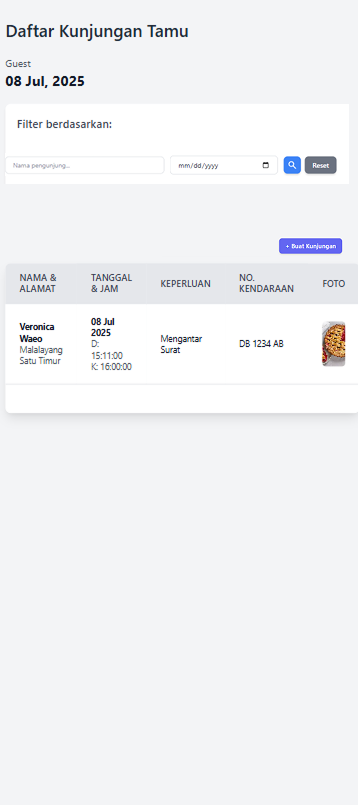 Daftar Kunjungan Tamu
Guest
08 Jul, 2025
Filter berdasarkan:
Nama pengunjung...
mm/dd/yyyy
Reset
+ Buat Kunjungan
NAMA &
ALAMAT
TANGGAL
& JAM
KEPERLUAN
NO.
KENDARAAN
FOTO
Veronica
Waeo
Malalayang
Satu Timur
08 Jul
2025
D:
15:11:00
K: 16:00:00
Mengantar
Surat
DB 1234 AB